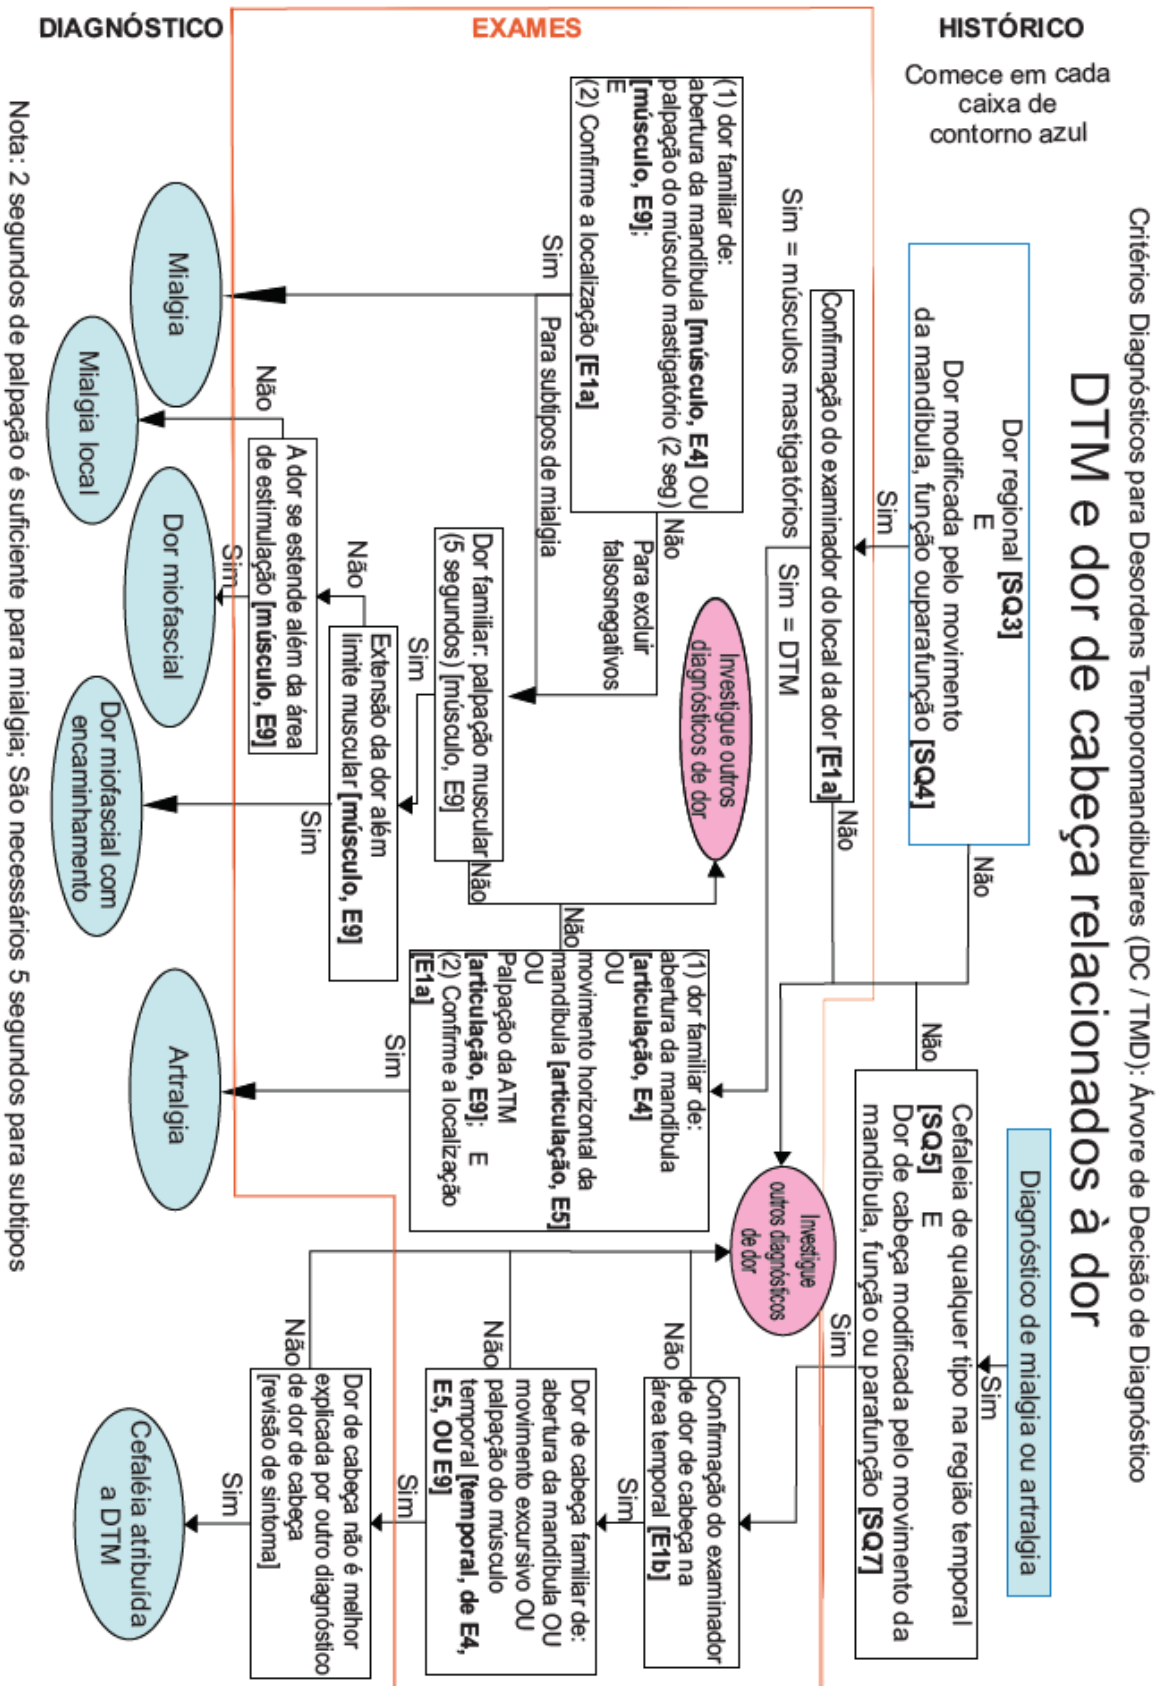 Critérios Diagnósticos para Desordens Temporomandibulares (DC / TMD): Árvore de Decisão de Diagnóstico
DTM e dor de cabeça relacionados à dor
HISTÓRICO
Comece em cada
caixa de
contorno azul
Dor regional [SQ3]
E
Dor modificada pelo movimento
da mandíbula, função ouparafunção [SQ4]
Não
Sim
Diagnóstico de mialgia ou artralgia
Sim
Cefaleia de qualquer tipo na região temporal
[SQ5] E
Dor de cabeça modificada pelo movimento da
mandíbula, função ou parafunção [SQ7]
Não
Sim
EXAMES
Confirmação do examinador do local da dor [E1a]
Não
Sim = músculos mastigatórios
Sim = DTM
Investigue
outros diagnósticos
de dor
Investigue outros
diagnósticos de dor
(1) dor familiar de:
abertura da mandíbula [músculo, E4] OU
palpação do músculo mastigatório (2 seg)
[músculo, E9];
E
(2) Confirme a localização [E1a]
Não
Para excluir
falsosnegativos
Sim
Para subtipos de mialgia
(1) dor familiar de:
abertura da mandíbula
[articulação, E4]
OU
movimento horizontal da
mandíbula [articulação, E5]
OU
Palpação da ATM
[articulação, E9]; E
(2) Confirme a localização
[E1a]
Não
Sim
Confirmação do examinador
de dor de cabeça na
área temporal [E1b]
Não
Sim
Dor familiar: palpação muscular
(5 segundos) [músculo, E9]
Não
Sim
Dor de cabeça familiar de:
abertura da mandíbula OU
movimento excursivo OU
palpação do músculo
temporal [temporal, de E4,
E5, OU E9]
Não
Sim
Extensão da dor além
limite muscular [músculo, E9]
Não
Sim
A dor se estende além da área
de estimulação [músculo, E9]
Não
Sim
Dor de cabeça não é melhor
explicada por outro diagnóstico
de dor de cabeça
[revisão de sintoma]
Não
Sim
DIAGNÓSTICO
Mialgia
Mialgia local
Dor miofascial
Dor miofascial com
encaminhamento
Artralgia
Cefaléia atribuída
a DTM
Nota: 2 segundos de palpação é suficiente para mialgia; São necessários 5 segundos para subtipos